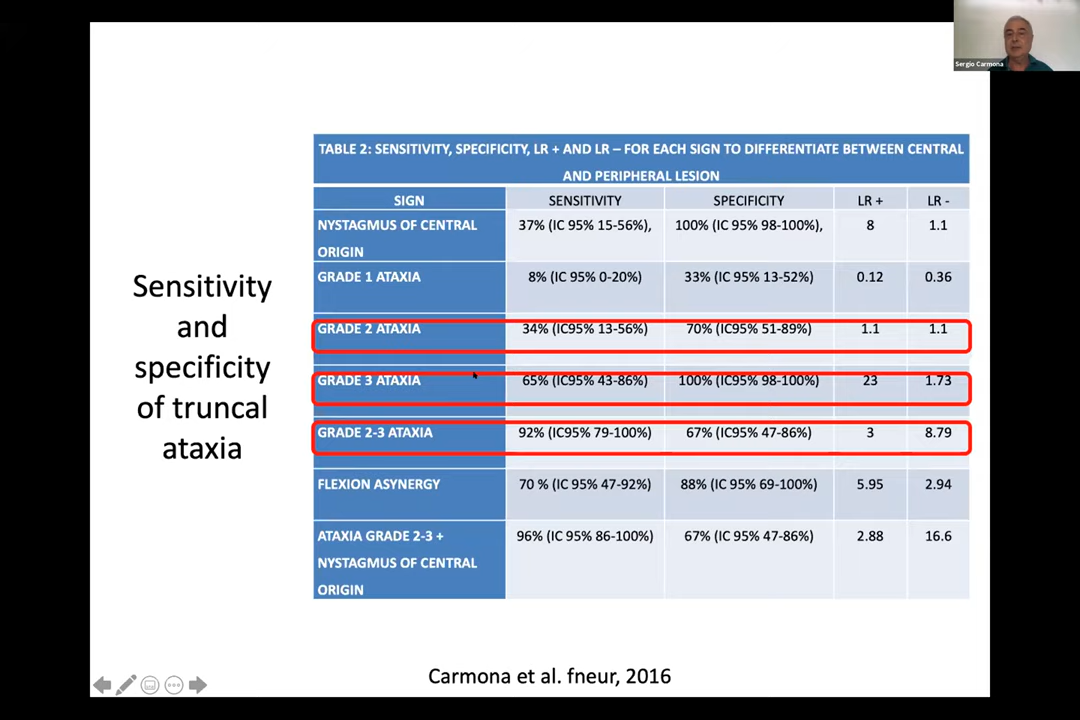 Sergio Carmona
TABLE 2: SENSITIVITY, SPECIFICITY, LR + AND LR – FOR EACH SIGN TO DIFFERENTIATE BETWEEN CENTRAL
AND PERIPHERAL LESION
SIGN SENSITIVITY SPECIFICITY LR + LR -
NYSTAGMUS OF CENTRAL 37% (IC 95% 15-56%), 100% (IC 95% 98-100%), 8 1.1
ORIGIN
GRADE 1 ATAXIA 8% (IC 95% 0-20%) 33% (IC 95% 13-52%) 0.12 0.36
GRADE 2 ATAXIA 34% (IC95% 13-56%) 70% (IC95% 51-89%) 1.1 1.1
GRADE 3 ATAXIA 65% (IC95% 43-86%) 100% (IC95% 98-100%) 23 1.73
GRADE 2-3 ATAXIA 92% (IC95% 79-100%) 67% (IC95% 47-86%) 3 8.79
FLEXION ASYNERGY 70 % (IC 95% 47-92%) 88% (IC 95% 69-100%) 5.95 2.94
ATAXIA GRADE 2-3 + 96% (IC 95% 86-100%) 67% (IC 95% 47-86%) 2.88 16.6
NYSTAGMUS OF CENTRAL
ORIGIN
Sensitivity
and
specificity
of truncal
ataxia
Carmona et al. fneur, 2016